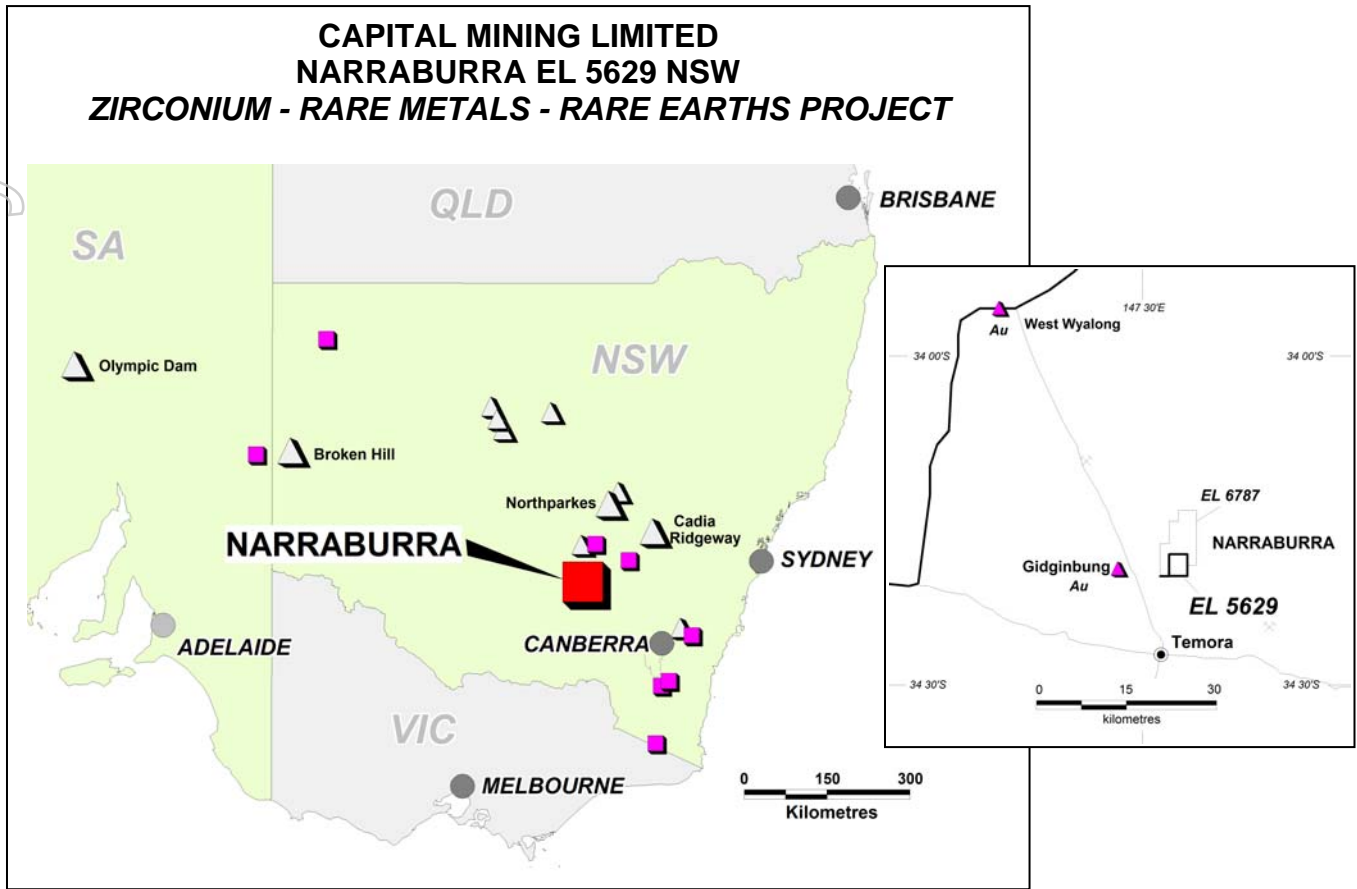 CAPITAL MINING LIMITED
NARRABURRA EL 5629 NSW
ZIRCONIUM - RARE METALS - RARE EARTHS PROJECT
QLD
BRISBANE
SA
Olympic Dam
NSW
Broken Hill
Northparkes
Cadia
Ridgeway
NARRABURRA
SYDNEY
ADELAIDE
CANBERRA
VIC
MELBOURNE
0 150 300
Kilometres
147 30'E
Au
West Wyalong
34 00'S
34 00'S
EL 6787
NARRABURRA
Gidginbung
Au
EL 5629
Temora
34 30'S
34 30'S
0 15 30
kilometres